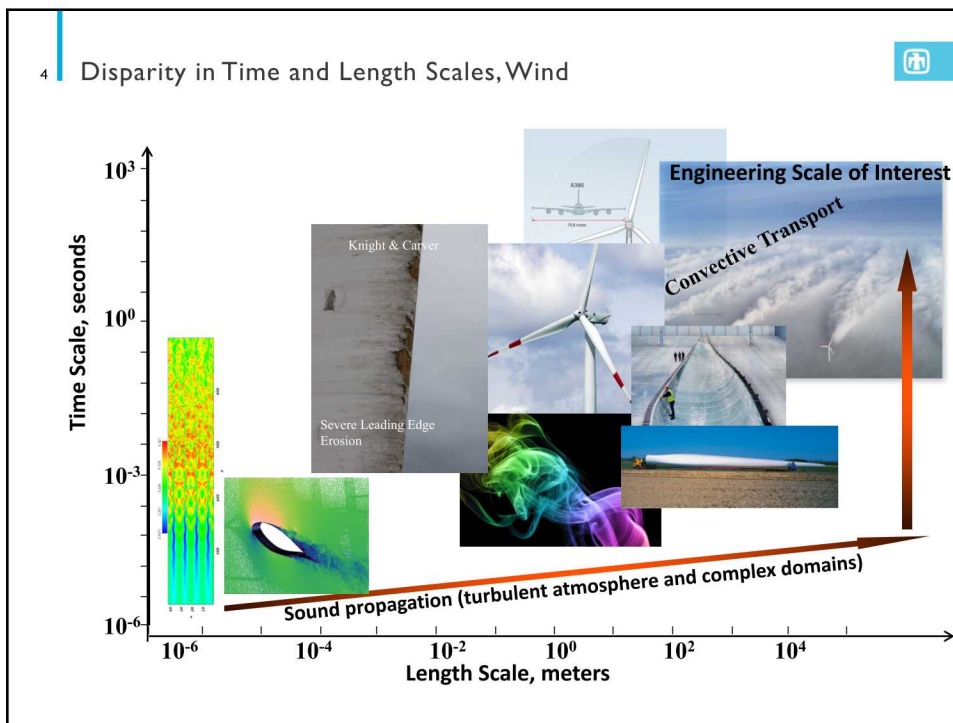 4
Disparity in Time and Length Scales, Wind
10³
10⁰
10⁻³
10⁻⁶
Time Scale, seconds
A380
Engineering Scale of Interest
Convective Transport
Knight & Carver
Severe Leading Edge
Erosion
Sound propagation (turbulent atmosphere and complex domains)
10⁻⁶
10⁻⁴
10⁻²
10⁰
10²
10⁴
Length Scale, meters